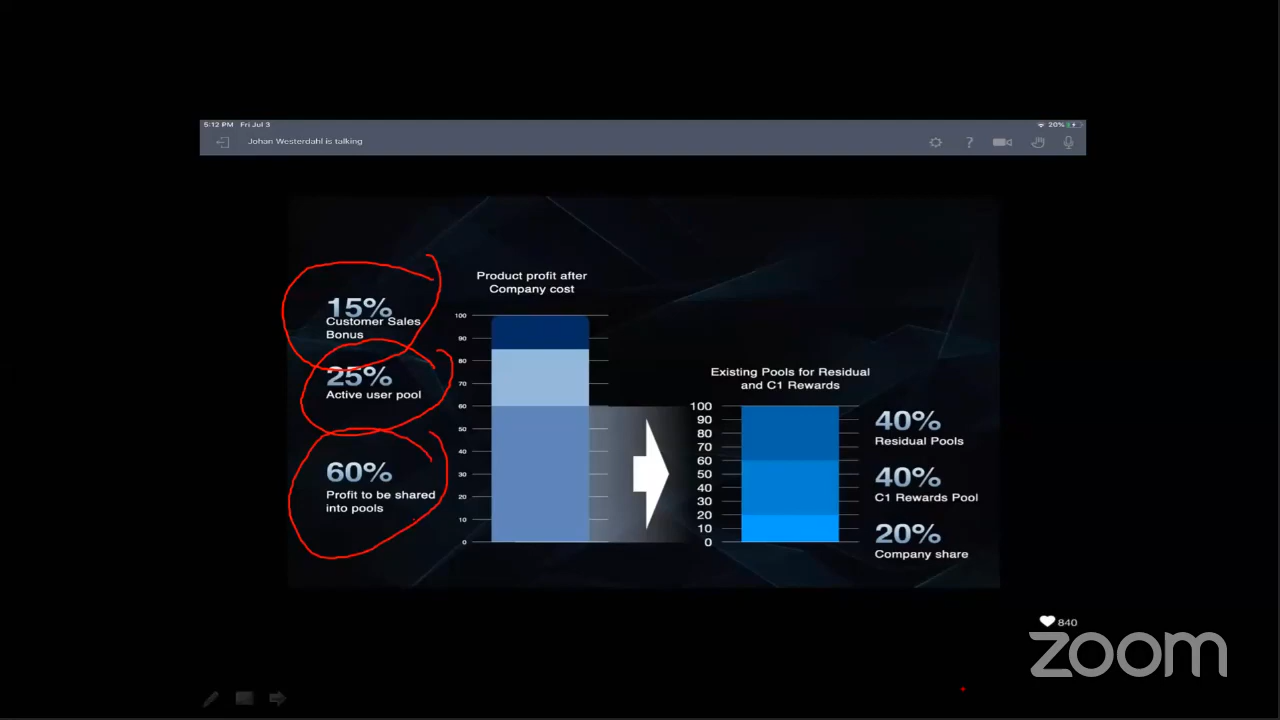 5:12 PM Fri Jul 3
20%
Johan Westerdahl is talking
?
15%
Customer Sales
Bonus
25%
Active user pool
60%
Profit to be shared
into pools
Product profit after
Company cost
100
90
80
70
60
50
40
30
20
10
0
Existing Pools for Residual
and C1 Rewards
100
90
80
70
60
50
40
30
20
10
0
40%
Residual Pools
40%
C1 Rewards Pool
20%
Company share
840
zoom